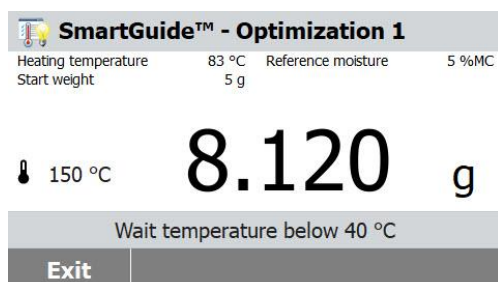 SmartGuide™ - Optimization 1
Heating temperature 83 °C Reference moisture 5 %MC
Start weight 5 g
150 °C 8.120 g
Wait temperature below 40 °C
Exit